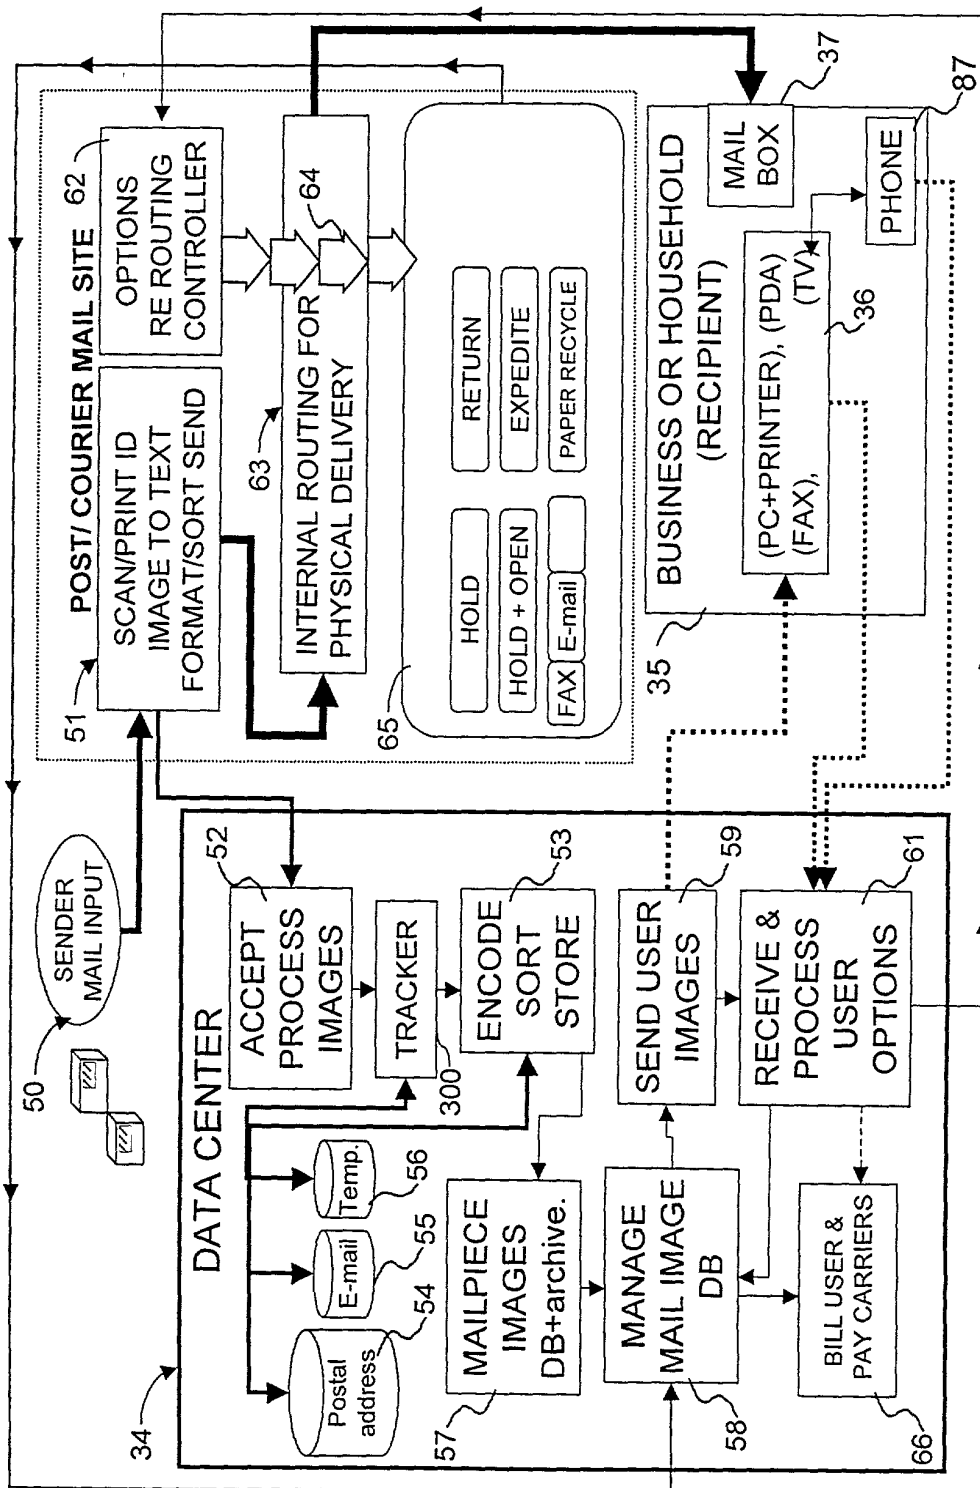 50
SENDER
MAIL INPUT
34
DATA CENTER
Postal
address
54
E-mail
55
Temp.
56
ACCEPT
PROCESS
IMAGES
52
TRACKER
300
ENCODE
SORT
STORE
53
57
MAILPIECE
IMAGES
DB+archive.
MANAGE
MAIL IMAGE
DB
58
SEND USER
IMAGES
59
RECEIVE &
PROCESS
USER
OPTIONS
61
BILL USER &
PAY CARRIERS
66
POST/ COURIER MAIL SITE
51
SCAN/PRINT ID
IMAGE TO TEXT
FORMAT/SORT SEND
62
OPTIONS
RE ROUTING
CONTROLLER
63
INTERNAL ROUTING FOR
PHYSICAL DELIVERY
64
65
HOLD
RETURN
HOLD + OPEN
EXPEDITE
FAX
E-mail
PAPER RECYCLE
35
BUSINESS OR HOUSEHOLD
(RECIPIENT)
MAIL
BOX
37
(PC+PRINTER), (PDA)
(FAX),
(TV)
36
PHONE
87